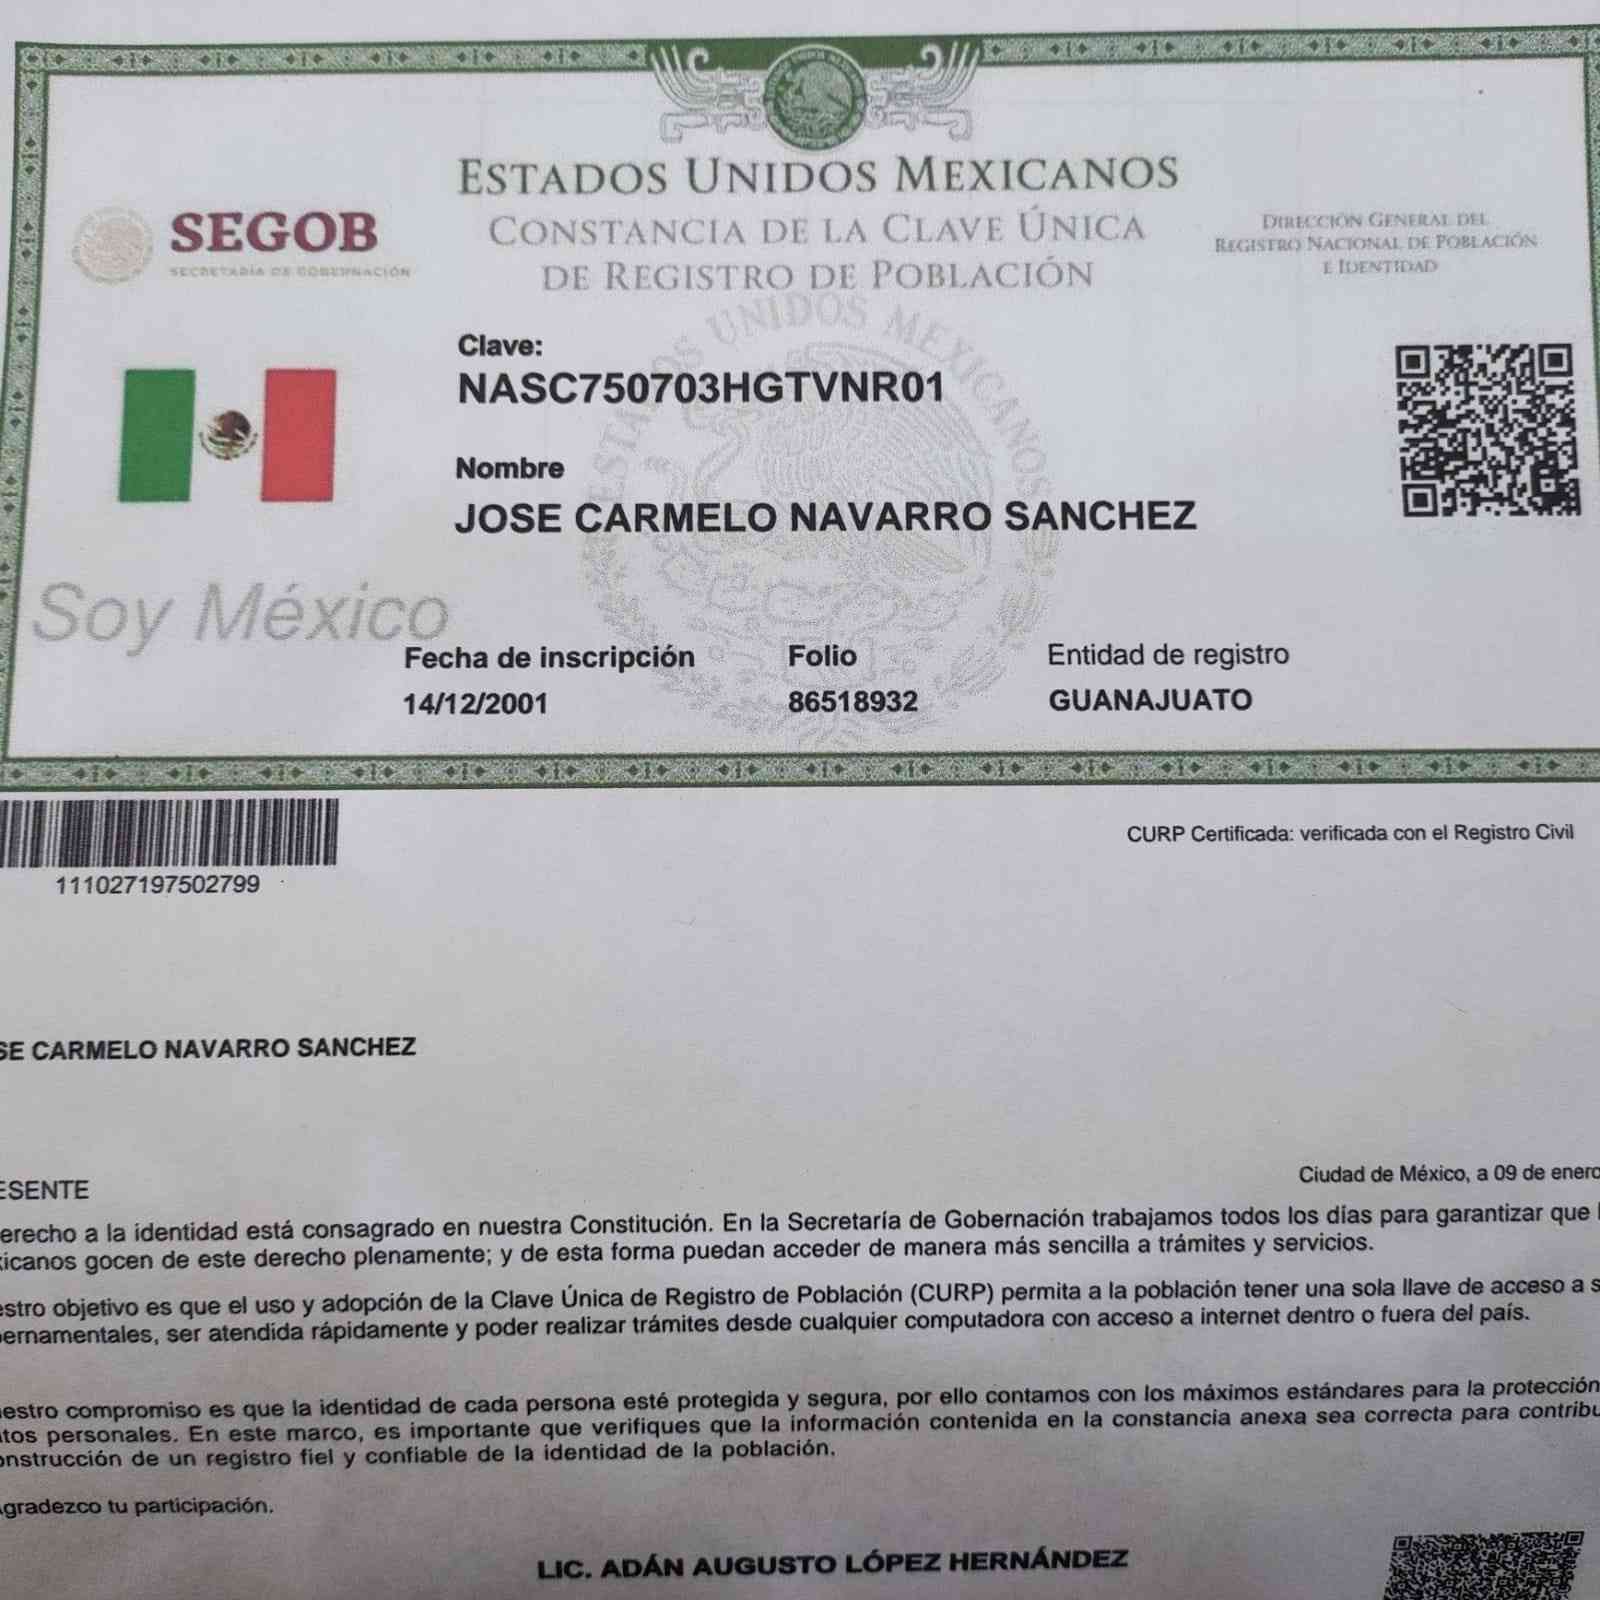 ESTADOS UNIDOS MEXICANOS
CONSTANCIA DE LA CLAVE ÚNICA
DE REGISTRO DE POBLACIÓN
SEGOB
SECRETARÍA DE GOBERNACIÓN
DIRECCIÓN GENERAL DEL
REGISTRO NACIONAL DE POBLACIÓN
E IDENTIDAD
ESTADOS UNIDOS MEXICANOS
Clave:
NASC750703HGTVNR01
Nombre
JOSE CARMELO NAVARRO SANCHEZ
Soy México
Fecha de inscripción Folio Entidad de registro
14/12/2001 86518932 GUANAJUATO
111027197502799
CURP Certificada: verificada con el Registro Civil
SE CARMELO NAVARRO SANCHEZ
Ciudad de México, a 09 de enero
ESENTE
erecho a la identidad está consagrado en nuestra Constitución. En la Secretaría de Gobernación trabajamos todos los días para garantizar que
icanos gocen de este derecho plenamente; y de esta forma puedan acceder de manera más sencilla a trámites y servicios.
estro objetivo es que el uso y adopción de la Clave Única de Registro de Población (CURP) permita a la población tener una sola llave de acceso a s
ernamentales, ser atendida rápidamente y poder realizar trámites desde cualquier computadora con acceso a internet dentro o fuera del país.
estro compromiso es que la identidad de cada persona esté protegida y segura, por ello contamos con los máximos estándares para la protección
tos personales. En este marco, es importante que verifiques que la información contenida en la constancia anexa sea correcta para contribu
onstrucción de un registro fiel y confiable de la identidad de la población.
Agradezco tu participación.
LIC. ADÁN AUGUSTO LÓPEZ HERNÁNDEZ